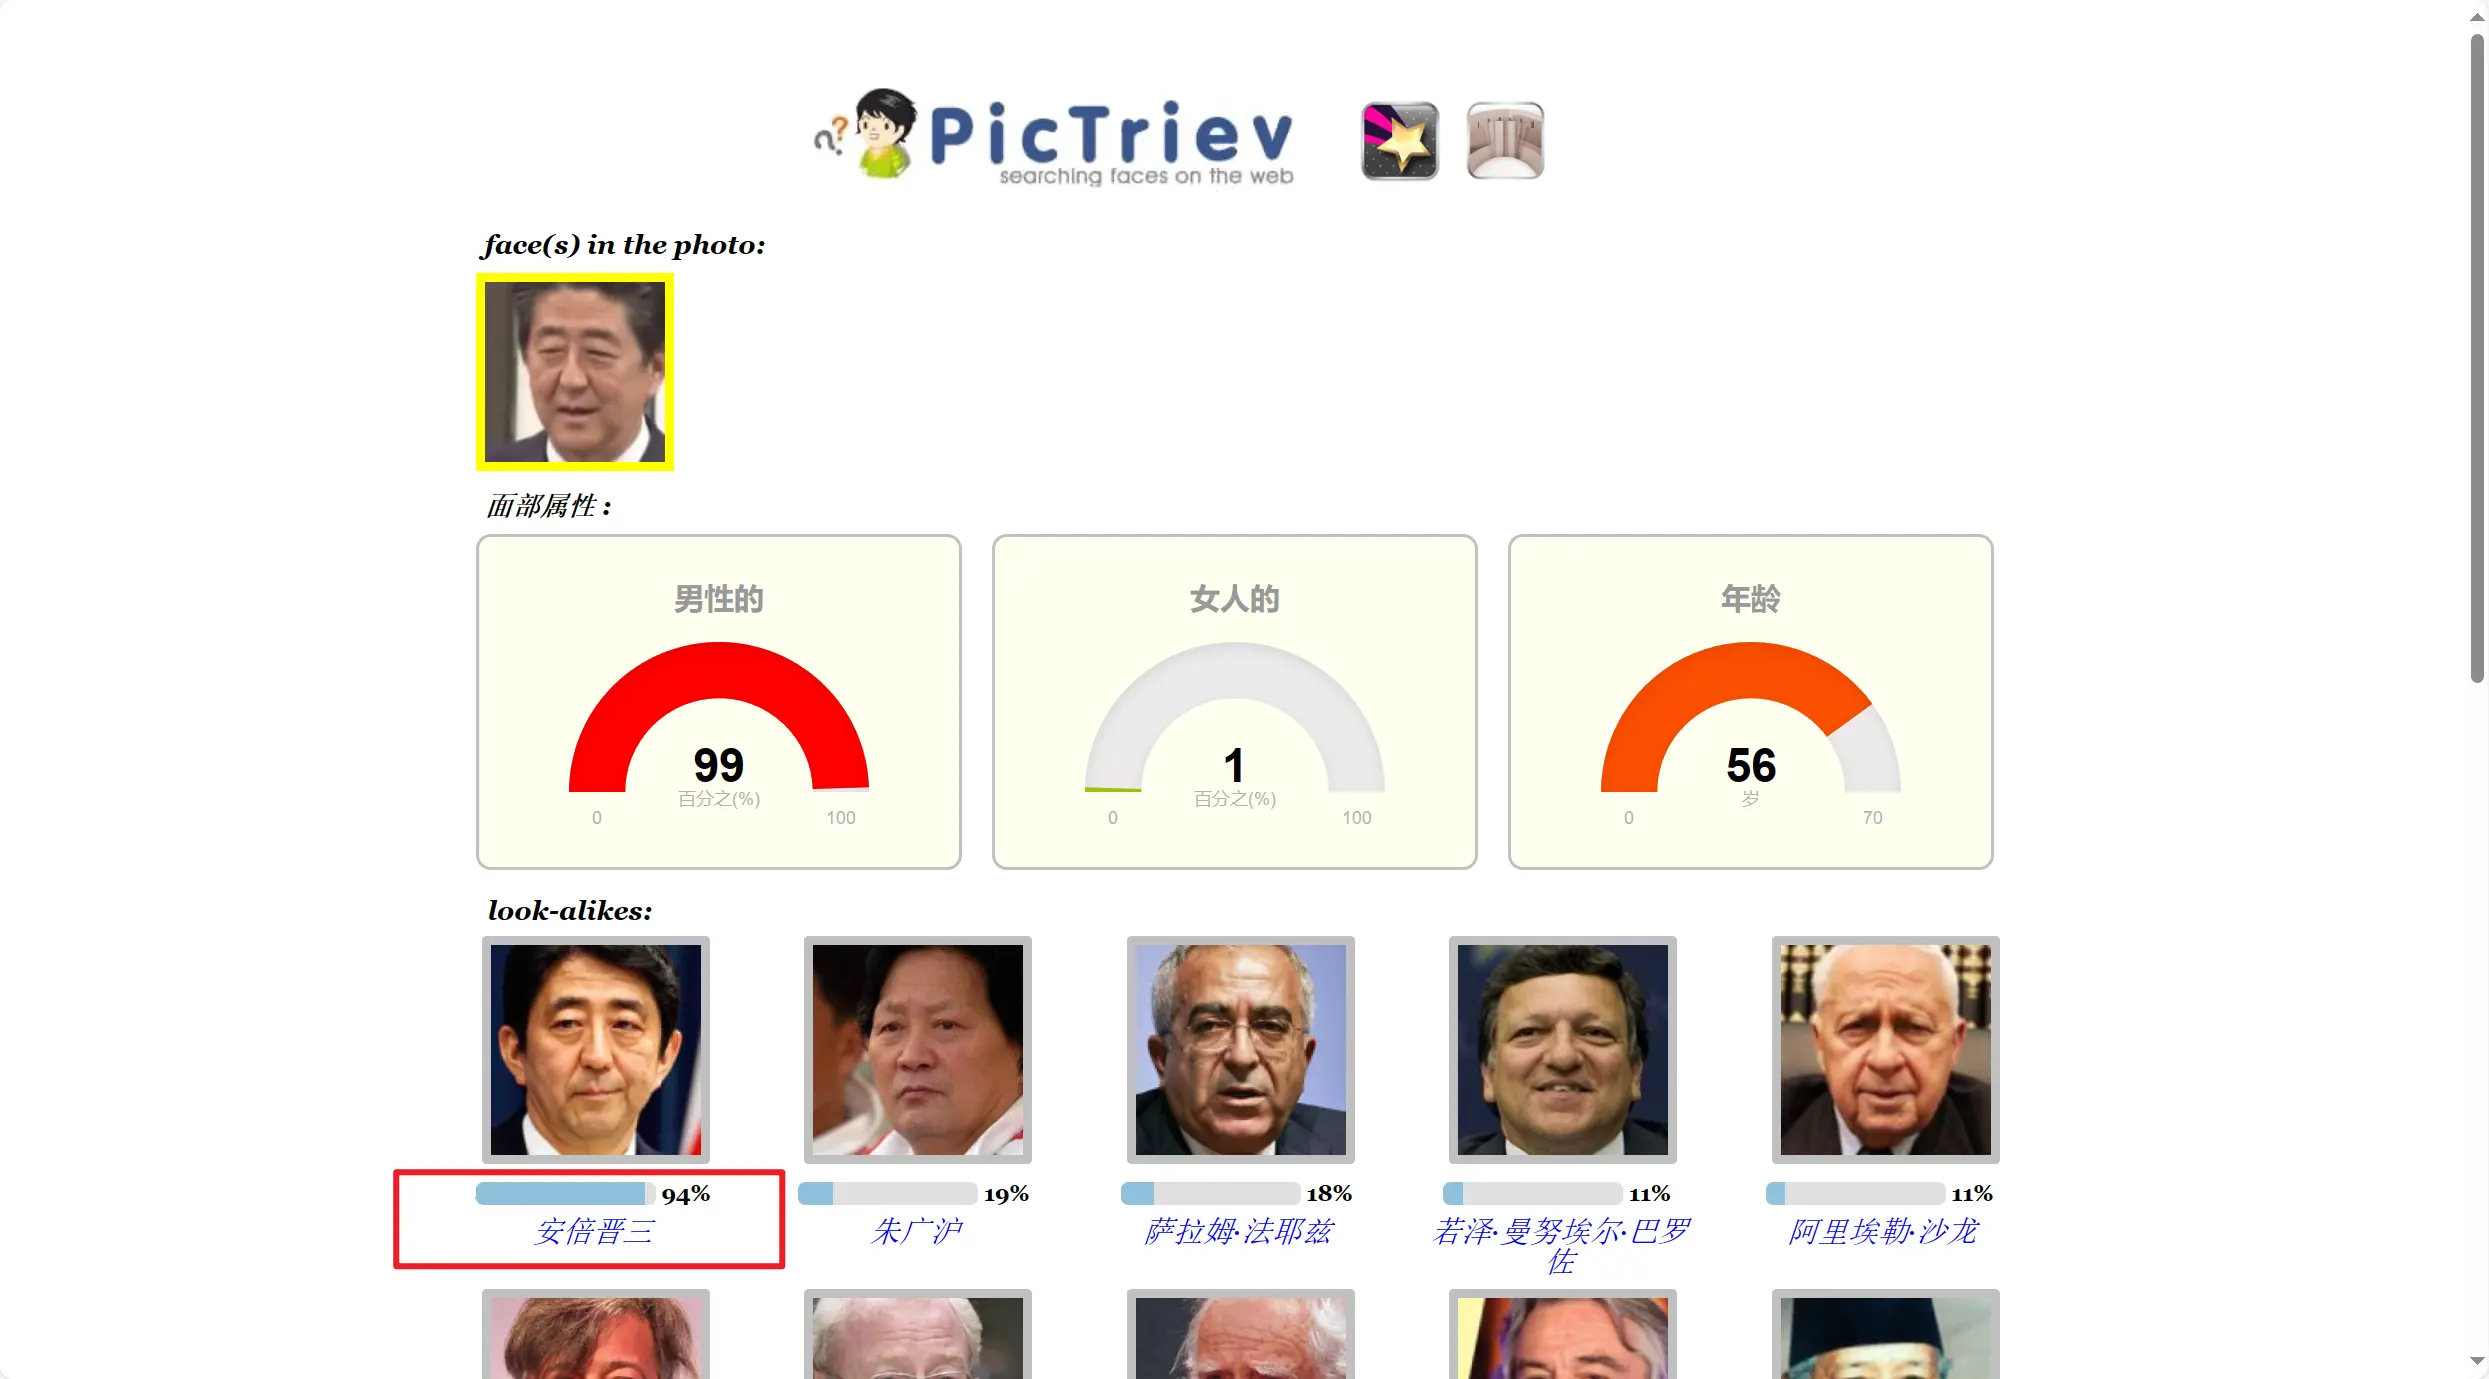 PicTriev
searching faces on the web
face(s) in the photo:
面部属性：
男性的
女人的
年龄
99
1
56
百分之(%)
百分之(%)
岁
0
100
0
100
0
70
look-alikes:
94%
19%
18%
11%
11%
安倍晋三
朱广沪
萨拉姆·法耶兹
若泽·曼努埃尔·巴罗
佐
阿里埃勒·沙龙